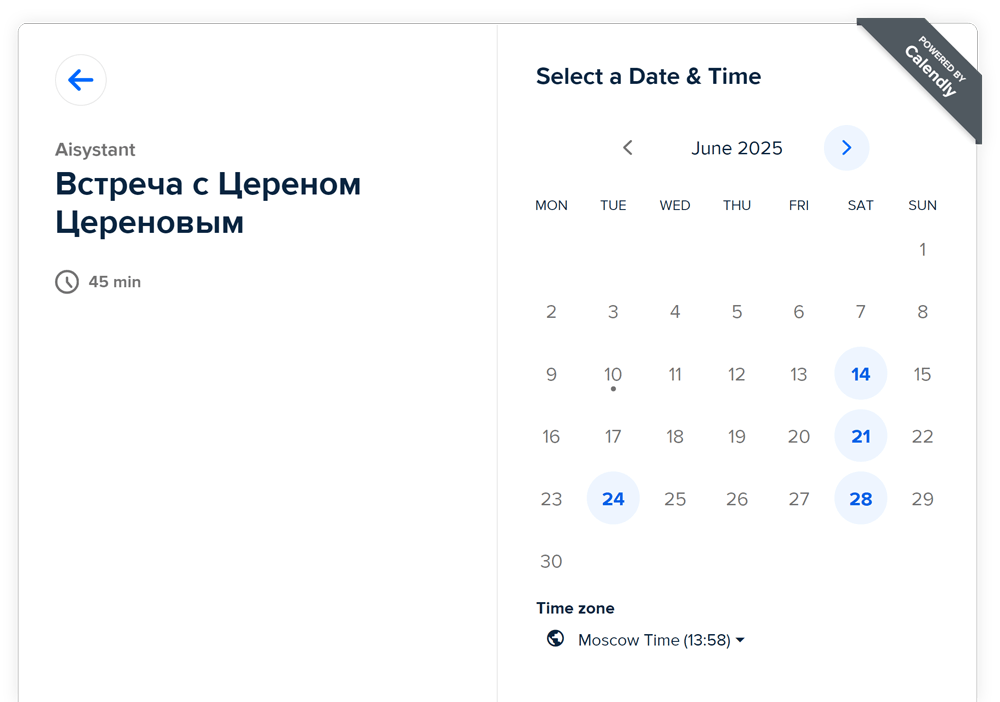 POWERED BY
Calendly
Aisystant
Встреча с Цереном
Цереновым
45 min
Select a Date & Time
June 2025
MON TUE WED THU FRI SAT SUN
1
2 3 4 5 6 7 8
9 10 11 12 13 14 15
16 17 18 19 20 21 22
23 24 25 26 27 28 29
30
Time zone
Moscow Time (13:58)